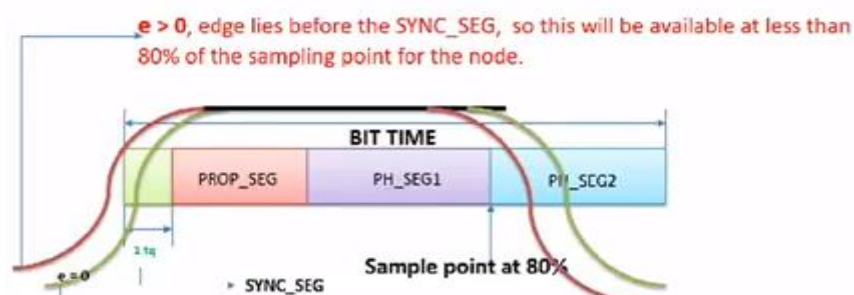 e > 0, edge lies before the SYNC_SEG, so this will be available at less than
80% of the sampling point for the node.
BIT TIME
PROP_SEG PH_SEG1 PH_SEG2
1 tq
Sample point at 80%
e=0
SYNC_SEG